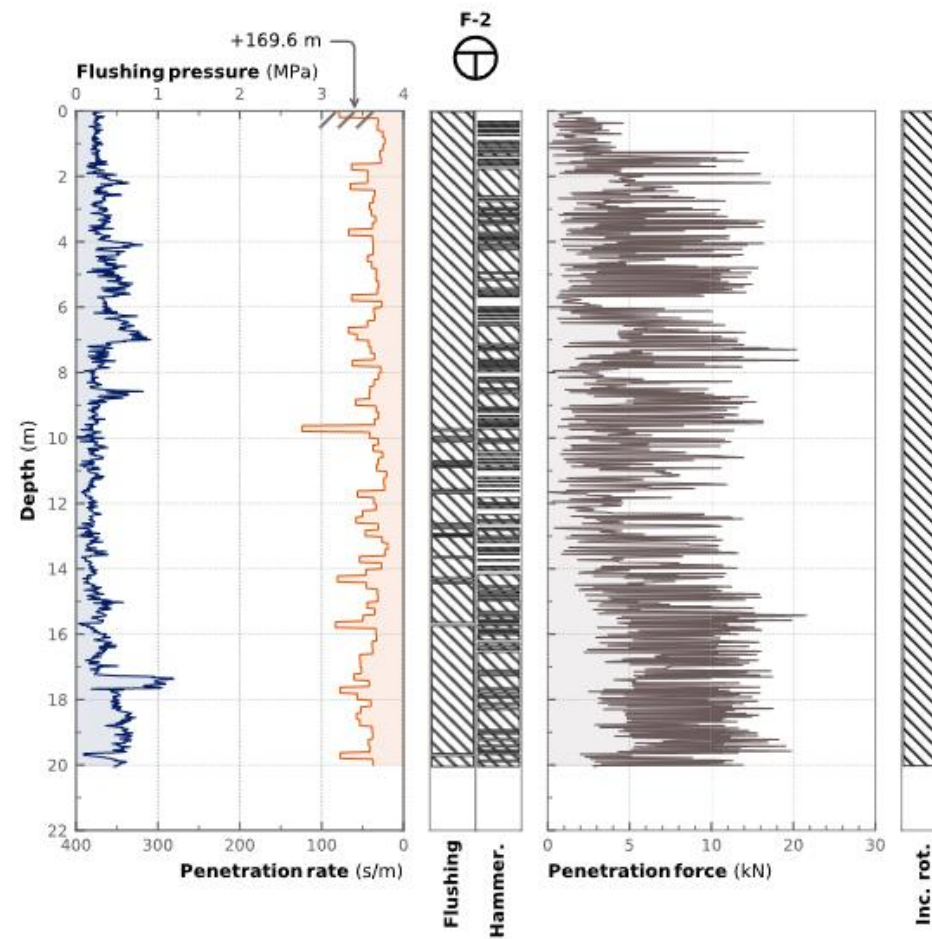 F-2
+169.6 m
Flushing pressure (MPa)
0 1 2 3 4
0
2
4
6
8
10
12
14
16
18
20
22
Depth (m)
400 300 200 100 0
Penetration rate (s/m)
Flushing
Hammer.
0 5 10 20 30
Penetration force (kN)
Inc. rot.